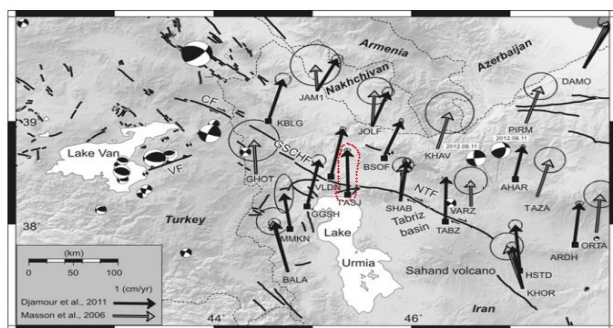 Armenia
Azerbaijan
Nakhchivan
DAMO
JAM1
CF
39
KBLG
JOLF
PIRM
2012.08.11
2012.08.11
GSCHF
KHAV
Lake Van
VF
GHOT
BSOF
AHAR
VLDN
TASJ
SHAB
NTF
TAZA
38
Turkey
GGSH
Tabriz
basin
VARZ
TABZ
MMKN
Lake
Urmia
ORTA
ARDH
(km)
0 50 100
Sahand volcano
HSTD
BALA
KHOR
1 (cm/yr)
Djamour et al., 2011
Masson et al., 2006
Iran
44
46